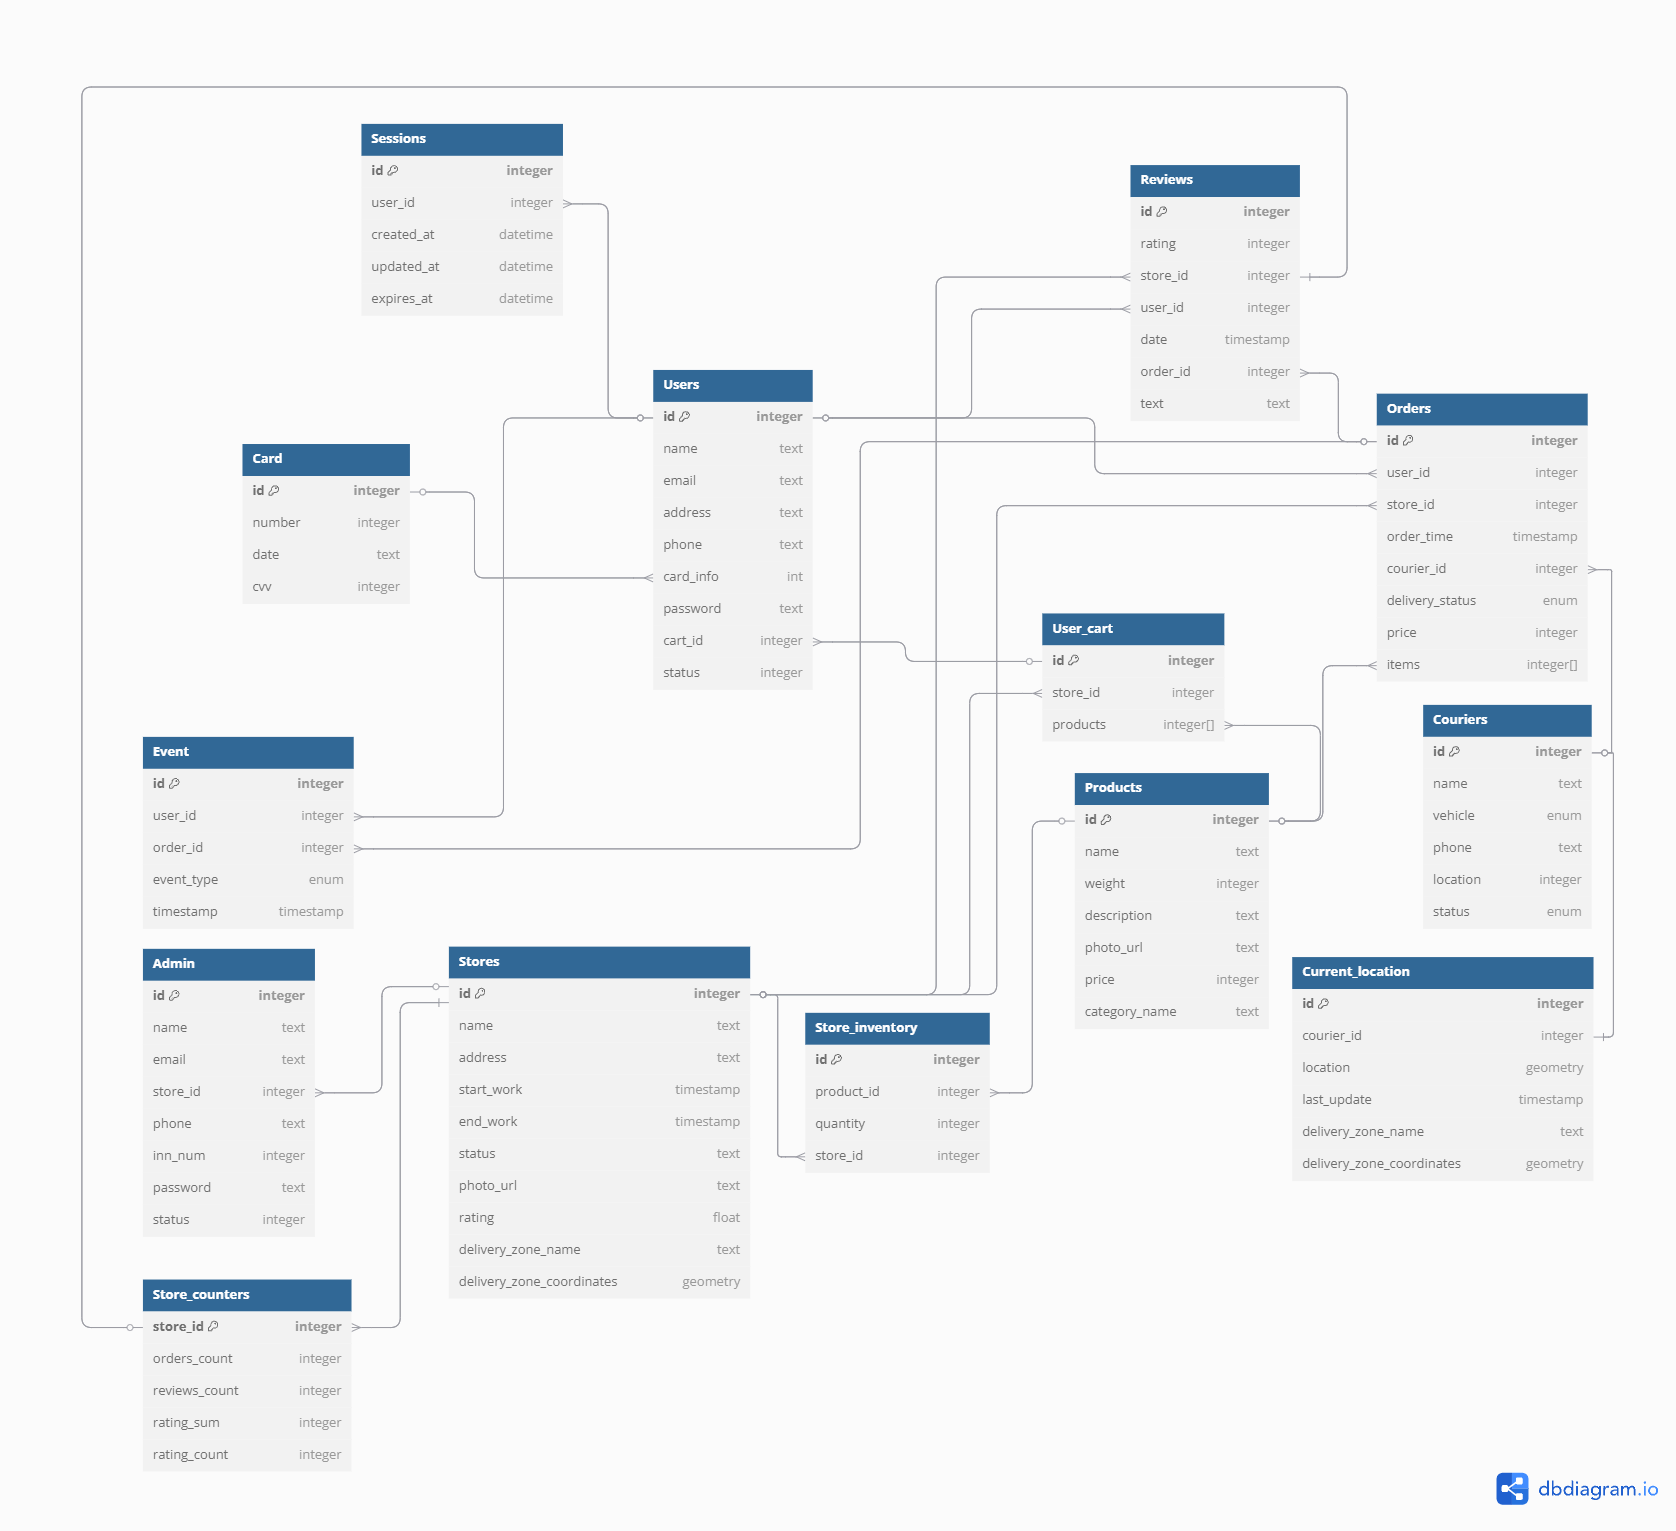 Sessions
id integer
user_id integer
created_at datetime
updated_at datetime
expires_at datetime
Reviews
id integer
rating integer
store_id integer
user_id integer
date timestamp
order_id integer
text text
Users
id integer
name text
email text
address text
phone text
card_info int
password text
cart_id integer
status integer
Orders
id integer
user_id integer
store_id integer
order_time timestamp
courier_id integer
delivery_status enum
price integer
items integer[]
Card
id integer
number integer
date text
cvv integer
User_cart
id integer
store_id integer
products integer[]
Couriers
id integer
name text
vehicle enum
phone text
location integer
status enum
Event
id integer
user_id integer
order_id integer
event_type enum
timestamp timestamp
Products
id integer
name text
weight integer
description text
photo_url text
price integer
category_name text
Admin
id integer
name text
email text
store_id integer
phone text
inn_num integer
password text
status integer
Stores
id integer
name text
address text
start_work timestamp
end_work timestamp
status text
photo_url text
rating float
delivery_zone_name text
delivery_zone_coordinates geometry
Store_inventory
id integer
product_id integer
quantity integer
store_id integer
Current_location
id integer
courier_id integer
location geometry
last_update timestamp
delivery_zone_name text
delivery_zone_coordinates geometry
Store_counters
store_id integer
orders_count integer
reviews_count integer
rating_sum integer
rating_count integer
dbdiagram.io